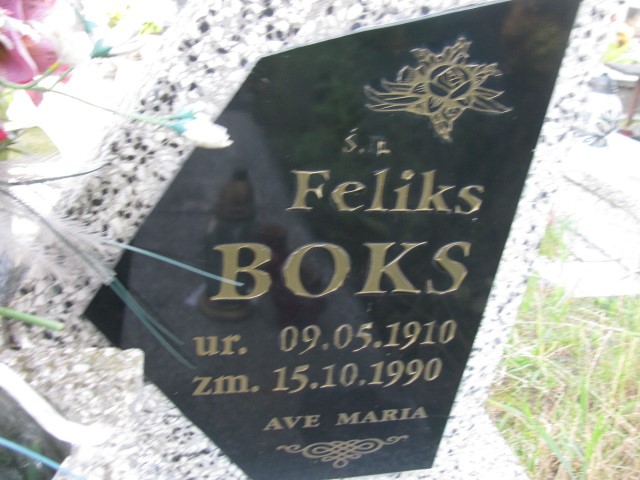 Ś. P.
Feliks
BOKS
ur. 09.05.1910
zm. 15.10.1990
AVE MARIA